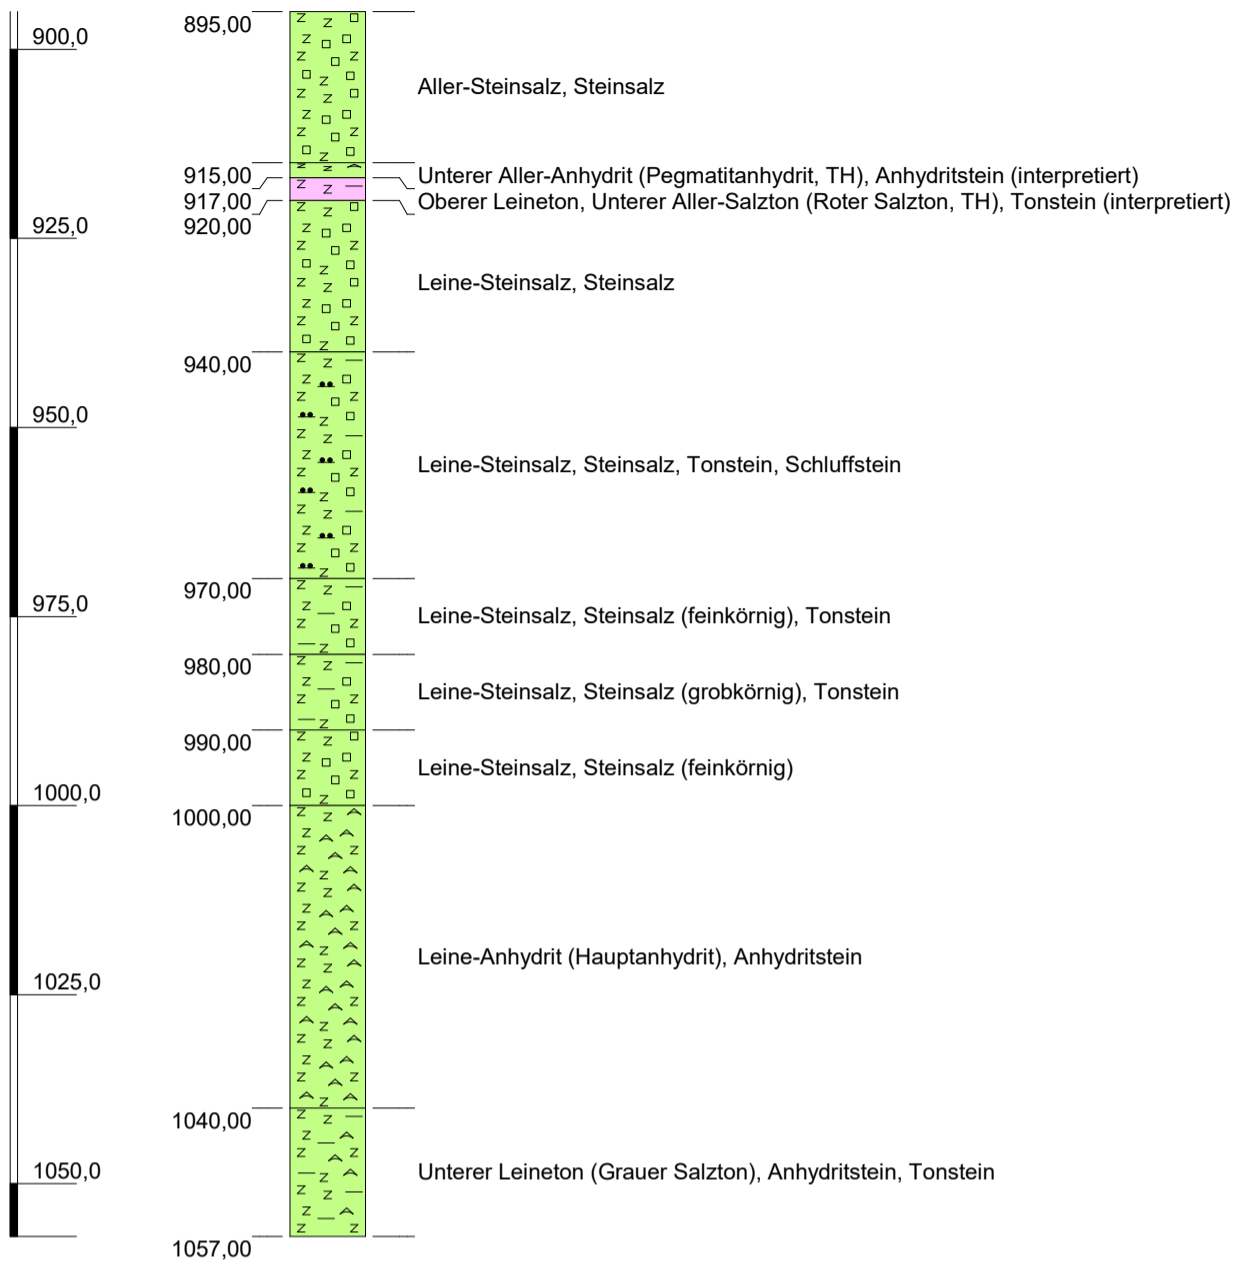 895,00
900,0
Aller-Steinsalz, Steinsalz
915,00
Unterer Aller-Anhydrit (Pegmatitanhydrit, TH), Anhydritstein (interpretiert)
917,00
Oberer Leineton, Unterer Aller-Salzton (Roter Salzton, TH), Tonstein (interpretiert)
920,00
925,0
Leine-Steinsalz, Steinsalz
940,00
950,0
Leine-Steinsalz, Steinsalz, Tonstein, Schluffstein
970,00
975,0
Leine-Steinsalz, Steinsalz (feinkörnig), Tonstein
980,00
Leine-Steinsalz, Steinsalz (grobkörnig), Tonstein
990,00
Leine-Steinsalz, Steinsalz (feinkörnig)
1000,0
1000,00
Leine-Anhydrit (Hauptanhydrit), Anhydritstein
1025,0
1040,00
1050,0
Unterer Leineton (Grauer Salzton), Anhydritstein, Tonstein
1057,00